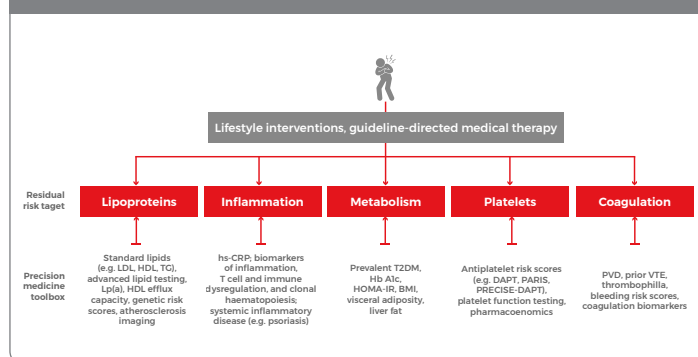 Lifestyle interventions, guideline-directed medical therapy
Residual
risk taget
Lipoproteins
Inflammation
Metabolism
Platelets
Coagulation
Precision
medicine
toolbox
Standard lipids
(e.g. LDL, HDL, TG),
advanced lipid testing,
Lp(a), HDL efflux
capacity, genetic risk
scores, atherosclerosis
imaging
hs-CRP; biomarkers
of inflammation,
T cell and immune
dysregulation, and clonal
haematopoiesis;
systemic inflammatory
disease (e.g. psoriasis)
Prevalent T2DM,
Hb A1c,
HOMA-IR, BMI,
visceral adiposity,
liver fat
Antiplatelet risk scores
(e.g. DAPT, PARIS,
PRECISE-DAPT),
platelet function testing,
pharmacoenomics
PVD, prior VTE,
thrombophilla,
bleeding risk scores,
coagulation biomarkers